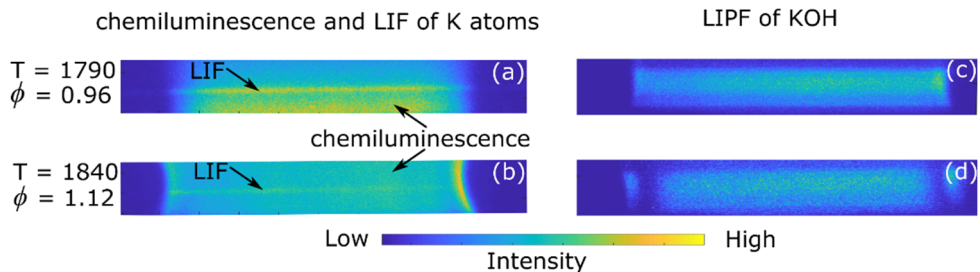 chemiluminescence and LIF of K atoms
LIPF of KOH
T = 1790
ϕ = 0.96
LIF
(a)
(c)
chemiluminescence
T = 1840
ϕ = 1.12
LIF
(b)
(d)
Low
High
Intensity